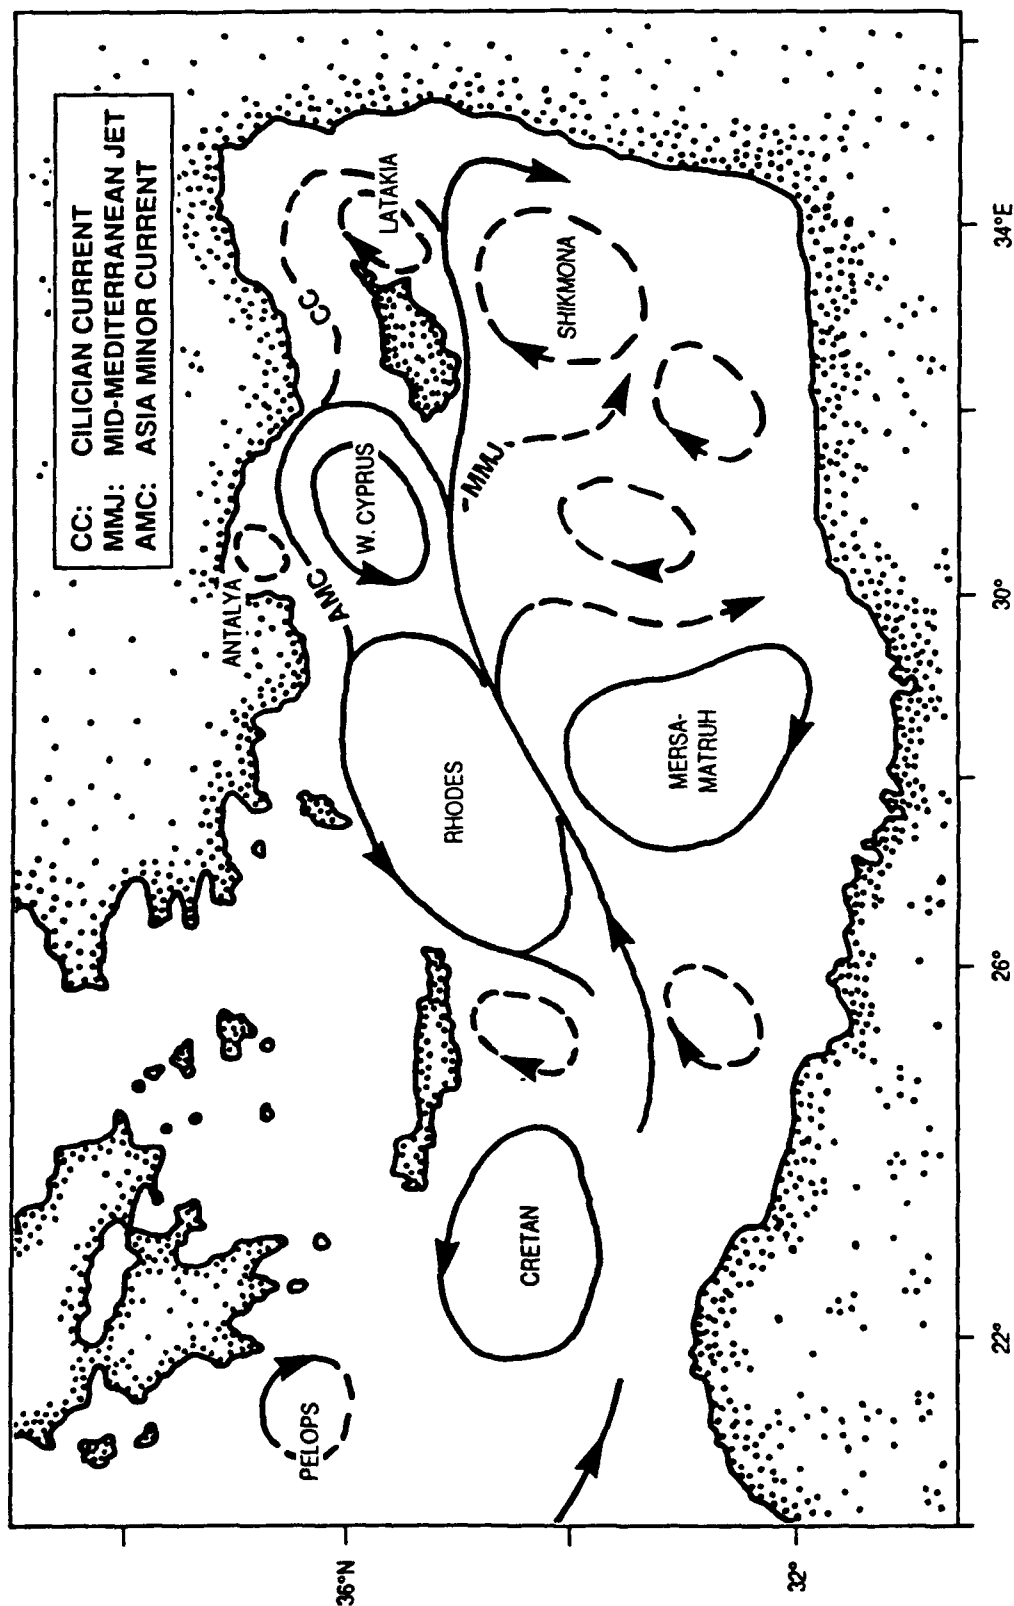 CC: CILICIAN CURRENT
MMJ: MID-MEDITERRANEAN JET
AMC: ASIA MINOR CURRENT
ANTALYA
CC
AMC
LATAKIA
W. CYPRUS
PELOPS
RHODES
MMJ
SHIKMONA
CRETAN
MERSA-
MATRUH
36°N
32°
22°
26°
30°
34°E